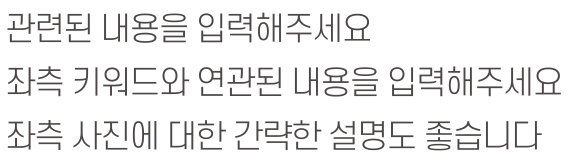 관련된 내용을 입력해주세요
좌측 키워드와 연관된 내용을 입력해주세요
좌측 사진에 대한 간략한 설명도 좋습니다